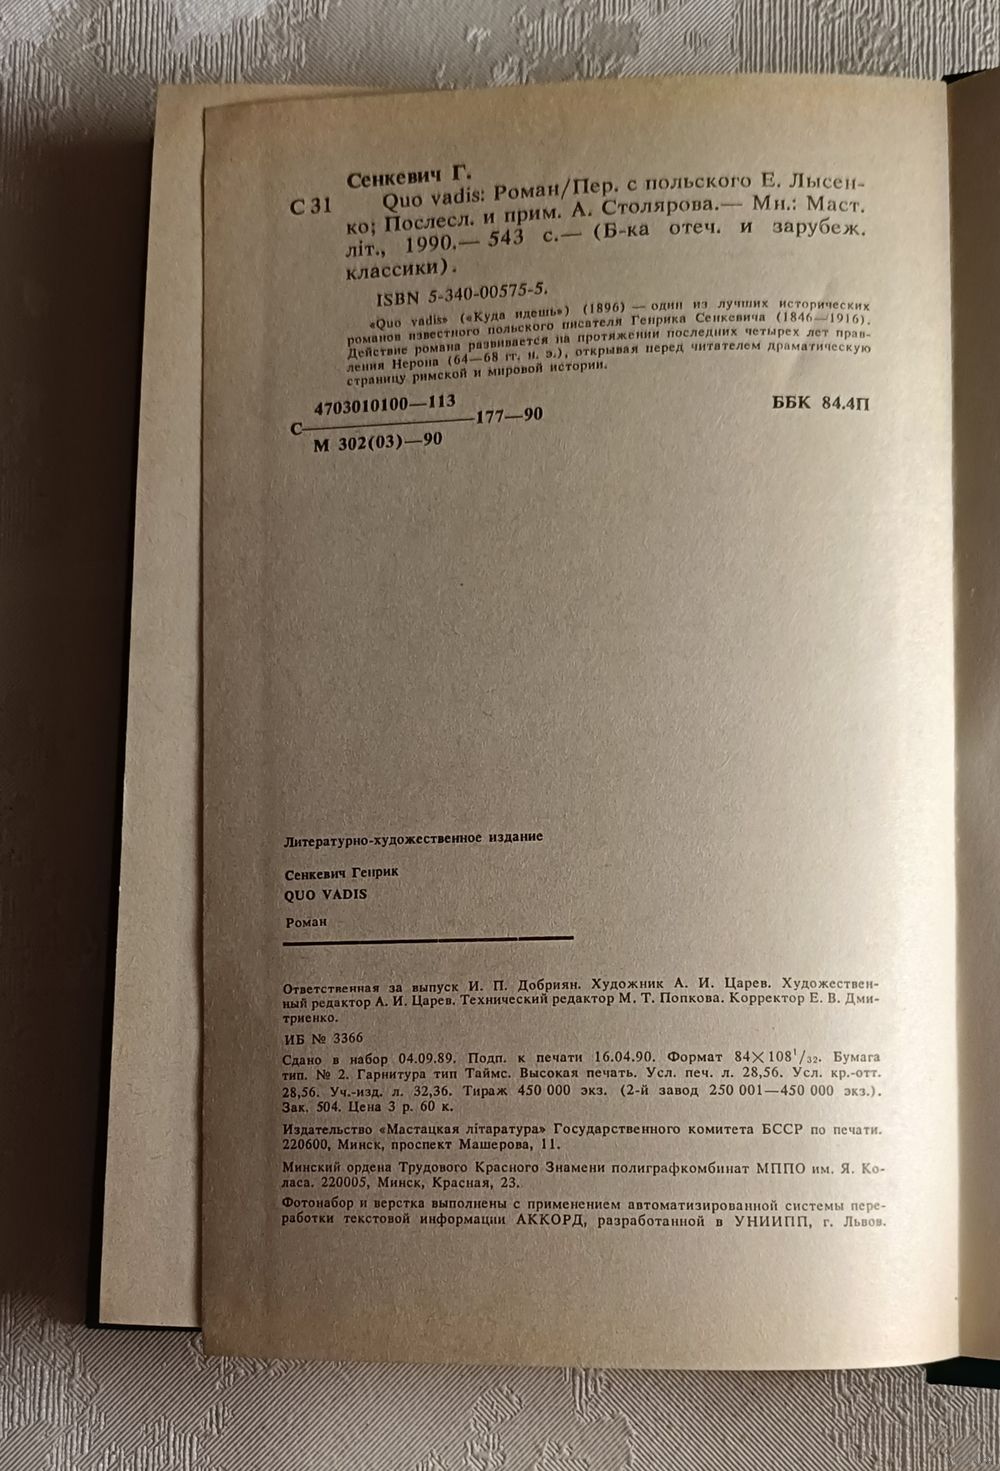 Сенкевич Г.
С 31 Quo vadis: Роман/Пер. с польского Е. Лысен-
ко; Послесл. и прим. А. Столярова.— Мн.: Маст.
літ., 1990.— 543 с.— (Б-ка отеч. и зарубеж.
классики).
ISBN 5-340-00575-5.
«Quo vadis» («Куда идешь») (1896) — один из лучших исторических
романов известного польского писателя Генрика Сенкевича (1846—1916).
Действие романа развивается на протяжении последних четырех лет прав-
ления Нерона (64—68 гг. н. э.), открывая перед читателем драматическую
страницу римской и мировой истории.
4703010100—113
С 177—90
М 302(03)—90
ББК 84.4П
Литературно-художественное издание
Сенкевич Генрик
QUO VADIS
Роман
Ответственная за выпуск И. П. Добриян. Художник А. И. Царев. Художествен-
ный редактор А. И. Царев. Технический редактор М. Т. Попкова. Корректор Е. В. Дми-
триенко.
ИБ № 3366
Сдано в набор 04.09.89. Подп. к печати 16.04.90. Формат 84×108¹/₃₂. Бумага
тип. № 2. Гарнитура тип Таймс. Высокая печать. Усл. печ. л. 28,56. Усл. кр.-отт.
28,56. Уч.-изд. л. 32,36. Тираж 450 000 экз. (2-й завод 250 001—450 000 экз.).
Зак. 504. Цена 3 р. 60 к.
Издательство «Мастацкая літаратура» Государственного комитета БССР по печати.
220600, Минск, проспект Машерова, 11.
Минский ордена Трудового Красного Знамени полиграфкомбинат МППО им. Я. Ко-
ласа. 220005, Минск, Красная, 23.
Фотонабор и верстка выполнены с применением автоматизированной системы пере-
работки текстовой информации АККОРД, разработанной в УНИИПП, г. Львов.